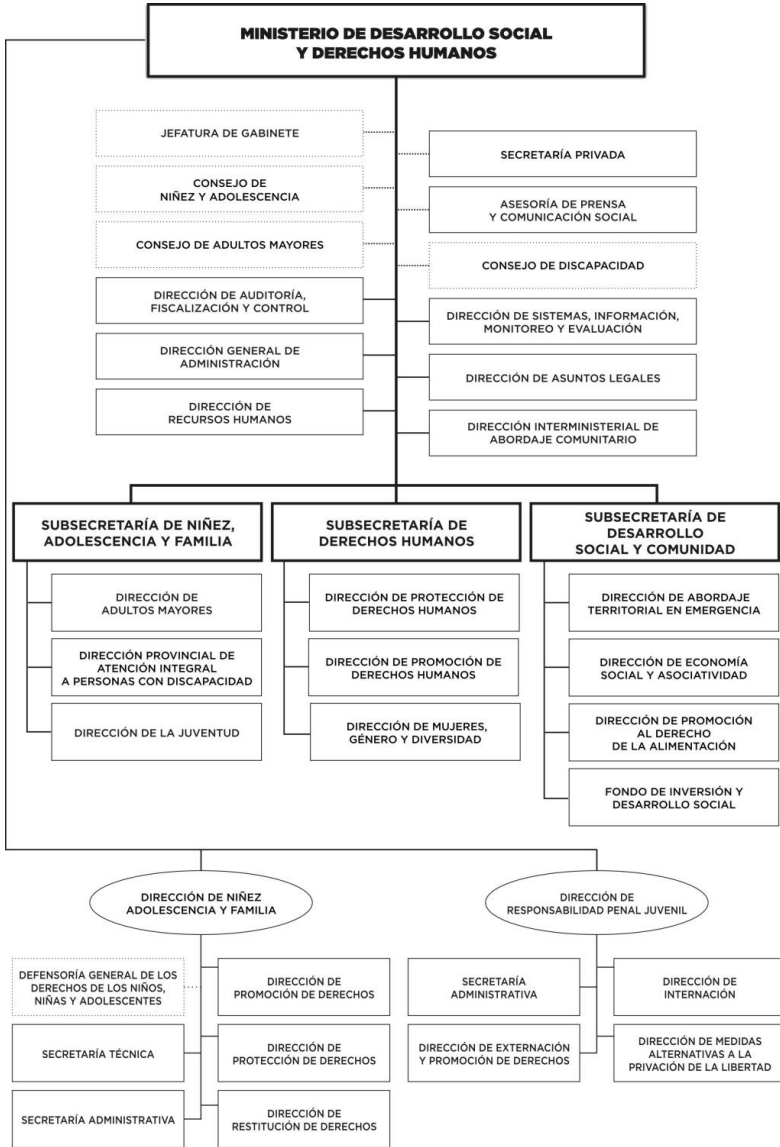 MINISTERIO DE DESARROLLO SOCIAL
Y DERECHOS HUMANOS
JEFATURA DE GABINETE
SECRETARÍA PRIVADA
CONSEJO DE
NIÑEZ Y ADOLESCENCIA
ASESORÍA DE PRENSA
Y COMUNICACIÓN SOCIAL
CONSEJO DE ADULTOS MAYORES
CONSEJO DE DISCAPACIDAD
DIRECCIÓN DE AUDITORÍA,
FISCALIZACIÓN Y CONTROL
DIRECCIÓN DE SISTEMAS, INFORMACIÓN,
MONITOREO Y EVALUACIÓN
DIRECCIÓN GENERAL DE
ADMINISTRACIÓN
DIRECCIÓN DE ASUNTOS LEGALES
DIRECCIÓN DE
RECURSOS HUMANOS
DIRECCIÓN INTERMINISTERIAL DE
ABORDAJE COMUNITARIO
SUBSECRETARÍA DE NIÑEZ,
ADOLESCENCIA Y FAMILIA
DIRECCIÓN DE
ADULTOS MAYORES
DIRECCIÓN PROVINCIAL DE
ATENCIÓN INTEGRAL
A PERSONAS CON DISCAPACIDAD
DIRECCIÓN DE LA JUVENTUD
SUBSECRETARÍA DE
DERECHOS HUMANOS
DIRECCIÓN DE PROTECCIÓN DE
DERECHOS HUMANOS
DIRECCIÓN DE PROMOCIÓN DE
DERECHOS HUMANOS
DIRECCIÓN DE MUJERES,
GÉNERO Y DIVERSIDAD
SUBSECRETARÍA DE
DESARROLLO
SOCIAL Y COMUNIDAD
DIRECCIÓN DE ABORDAJE
TERRITORIAL EN EMERGENCIA
DIRECCIÓN DE ECONOMÍA
SOCIAL Y ASOCIATIVIDAD
DIRECCIÓN DE PROMOCIÓN
AL DERECHO
DE LA ALIMENTACIÓN
FONDO DE INVERSIÓN Y
DESARROLLO SOCIAL
DIRECCIÓN DE NIÑEZ
ADOLESCENCIA Y FAMILIA
DEFENSORÍA GENERAL DE LOS
DERECHOS DE LOS NIÑOS,
NIÑAS Y ADOLESCENTES
DIRECCIÓN DE
PROMOCIÓN DE DERECHOS
SECRETARÍA TÉCNICA
DIRECCIÓN DE
PROTECCIÓN DE DERECHOS
SECRETARÍA ADMINISTRATIVA
DIRECCIÓN DE
RESTITUCIÓN DE DERECHOS
DIRECCIÓN DE
RESPONSABILIDAD PENAL JUVENIL
SECRETARÍA
ADMINISTRATIVA
DIRECCIÓN DE
INTERNACIÓN
DIRECCIÓN DE EXTERNACIÓN
Y PROMOCIÓN DE DERECHOS
DIRECCIÓN DE MEDIDAS
ALTERNATIVAS A LA
PRIVACIÓN DE LA LIBERTAD